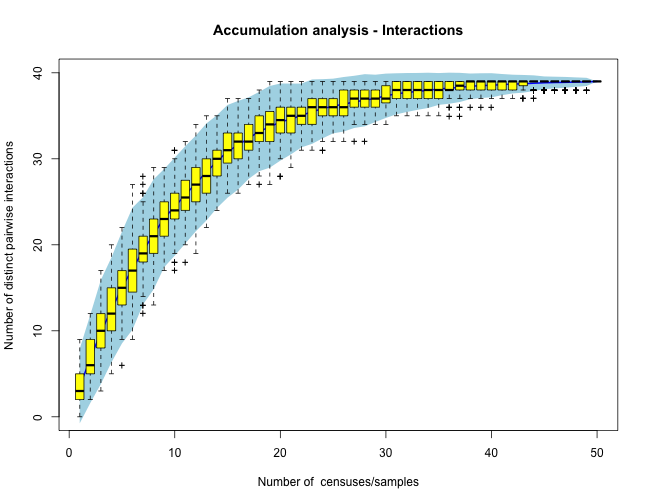 Accumulation analysis - Interactions
Number of distinct pairwise interactions
40
30
20
10
0
0 10 20 30 40 50
Number of  censuses/samples